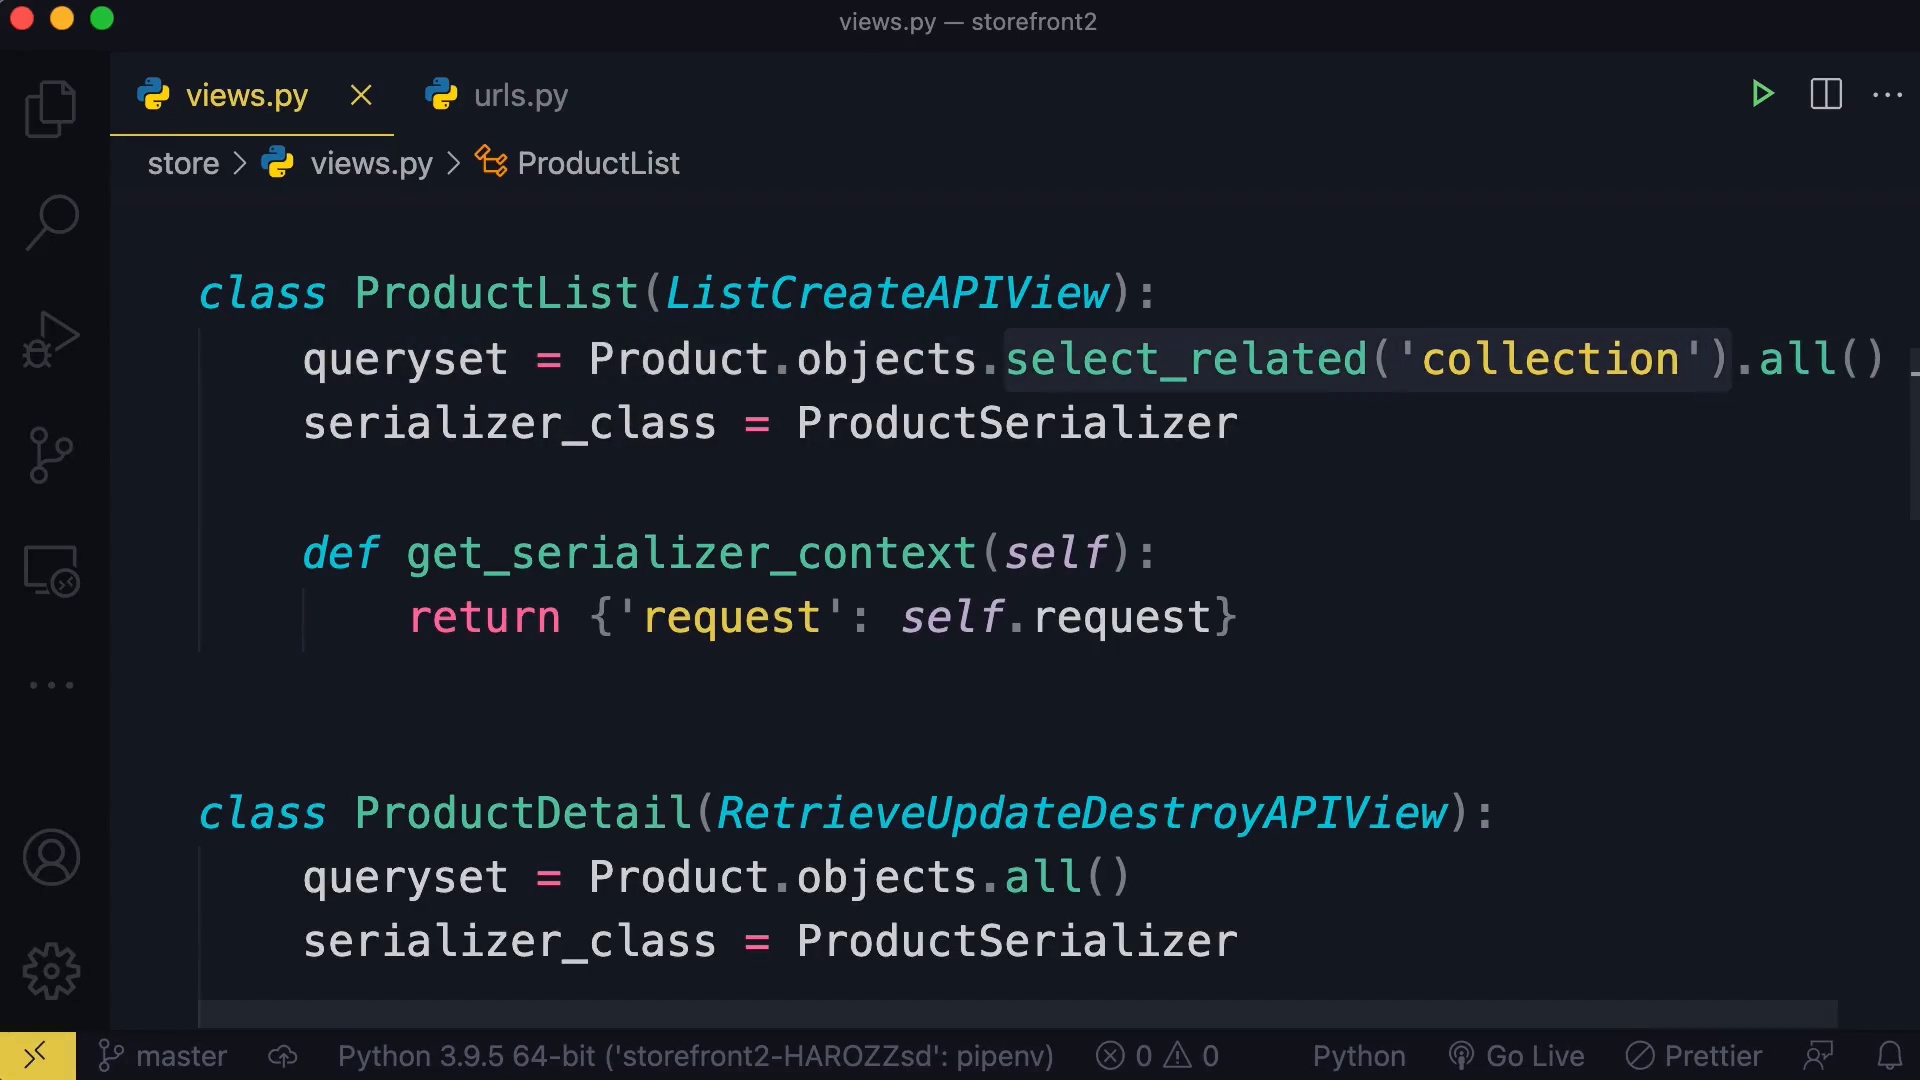 views.py — storefront2
views.py urls.py
store > views.py > ProductList
class ProductList(ListCreateAPIView):
    queryset = Product.objects.select_related('collection').all()
    serializer_class = ProductSerializer
    def get_serializer_context(self):
        return {'request': self.request}
class ProductDetail(RetrieveUpdateDestroyAPIView):
    queryset = Product.objects.all()
    serializer_class = ProductSerializer
master Python 3.9.5 64-bit ('storefront2-HAROZZsd': pipenv) 0 0 Python Go Live Prettier